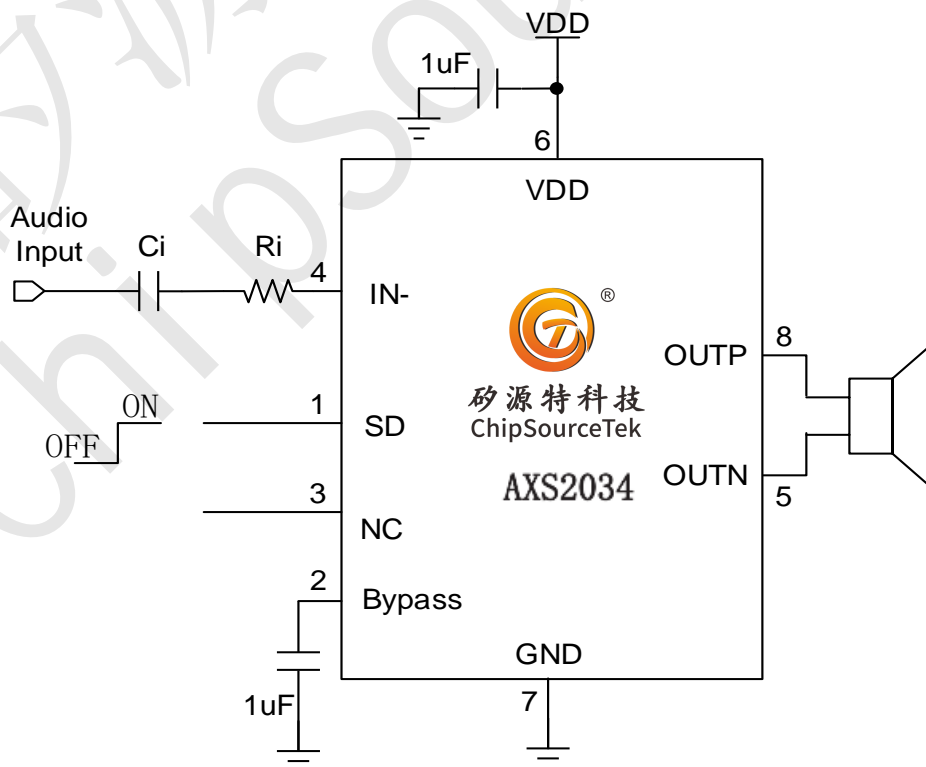 VDD
1uF
6
VDD
Audio
Input
Ci
Ri
4
IN-
®
OUTP
8
矽源特科技
ChipSourceTek
ON
OFF
1
SD
AXS2034
OUTN
5
3
NC
2
Bypass
GND
1uF
7
ChipSou